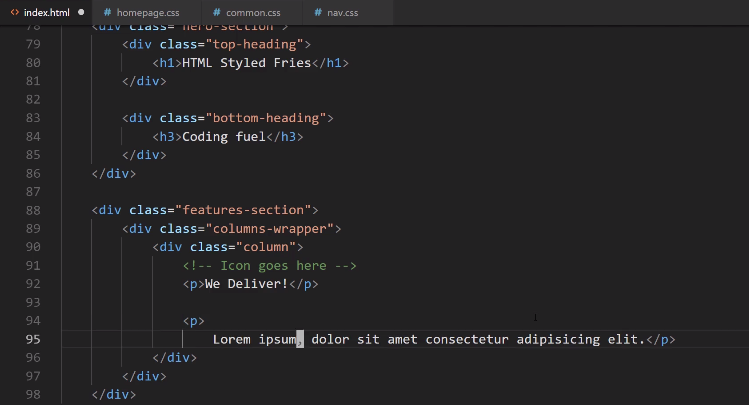 <> index.html ● # homepage.css # common.css # nav.css
78 <div class="hero-section">
79 <div class="top-heading">
80 <h1>HTML Styled Fries</h1>
81 </div>
82
83 <div class="bottom-heading">
84 <h3>Coding fuel</h3>
85 </div>
86 </div>
87
88 <div class="features-section">
89 <div class="columns-wrapper">
90 <div class="column">
91 <!-- Icon goes here -->
92 <p>We Deliver!</p>
93
94 <p>
95 Lorem ipsum, dolor sit amet consectetur adipisicing elit.</p>
96 </div>
97 </div>
98 </div>